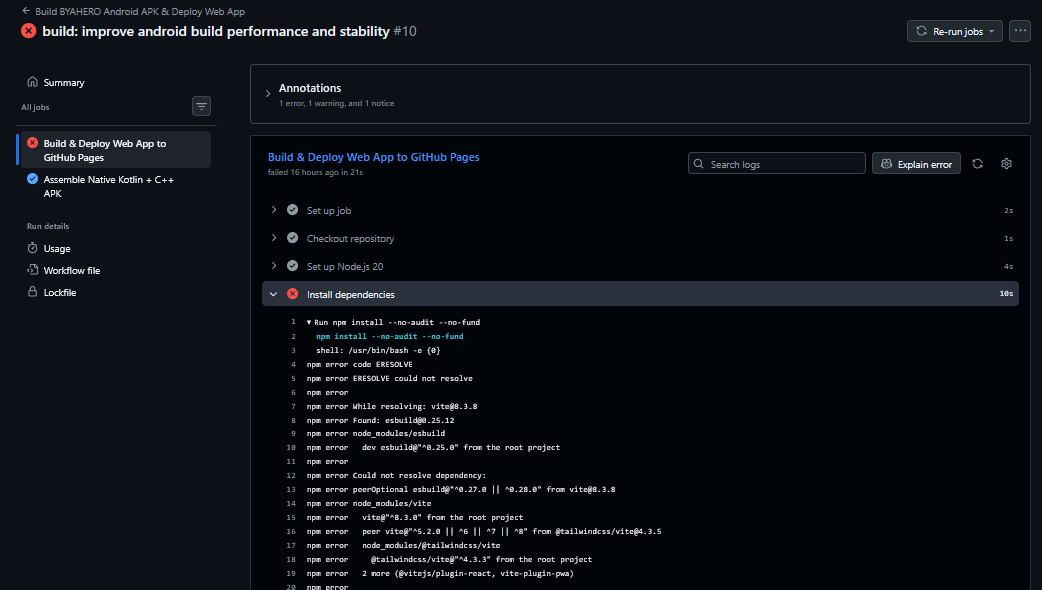 Build BYAHERO Android APK & Deploy Web App
build: improve android build performance and stability #10
Re-run jobs
Summary
All jobs
Build & Deploy Web App to
GitHub Pages
Assemble Native Kotlin + C++
APK
Run details
Usage
Workflow file
Lockfile
Annotations
1 error, 1 warning, and 1 notice
Build & Deploy Web App to GitHub Pages
failed 16 hours ago in 21s
Search logs
Explain error
Set up job 2s
Checkout repository 1s
Set up Node.js 20 4s
Install dependencies 10s
1 ▼ Run npm install --no-audit --no-fund
2 npm install --no-audit --no-fund
3 shell: /usr/bin/bash -e {0}
4 npm error code ERESOLVE
5 npm error ERESOLVE could not resolve
6 npm error
7 npm error While resolving: vite@8.3.8
8 npm error Found: esbuild@0.25.12
9 npm error node_modules/esbuild
10 npm error   dev esbuild@"^0.25.0" from the root project
11 npm error
12 npm error Could not resolve dependency:
13 npm error peerOptional esbuild@"^0.27.0 || ^0.28.0" from vite@8.3.8
14 npm error node_modules/vite
15 npm error   vite@"^8.3.0" from the root project
16 npm error   peer vite@"^5.2.0 || ^6 || ^7 || ^8" from @tailwindcss/vite@4.3.5
17 npm error   node_modules/@tailwindcss/vite
18 npm error     @tailwindcss/vite@"^4.3.3" from the root project
19 npm error   2 more (@vitejs/plugin-react, vite-plugin-pwa)
20 npm error